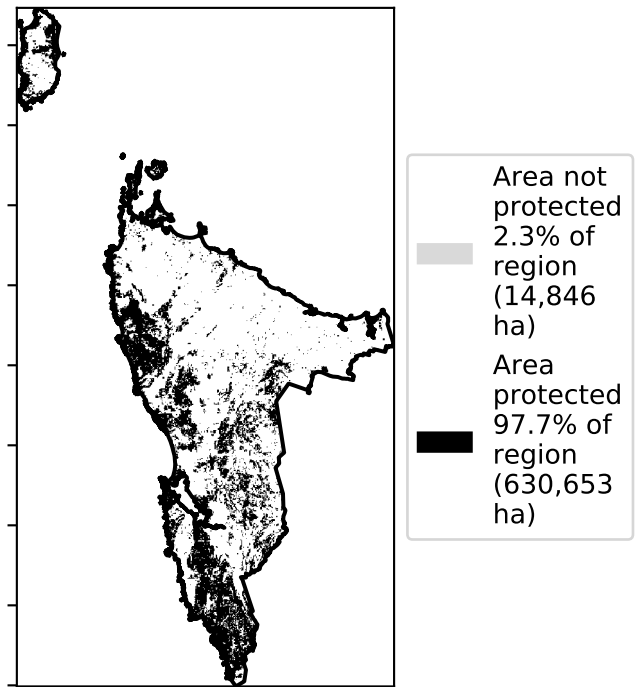 Area not
protected
2.3% of
region
(14,846
ha)
Area
protected
97.7% of
region
(630,653
ha)